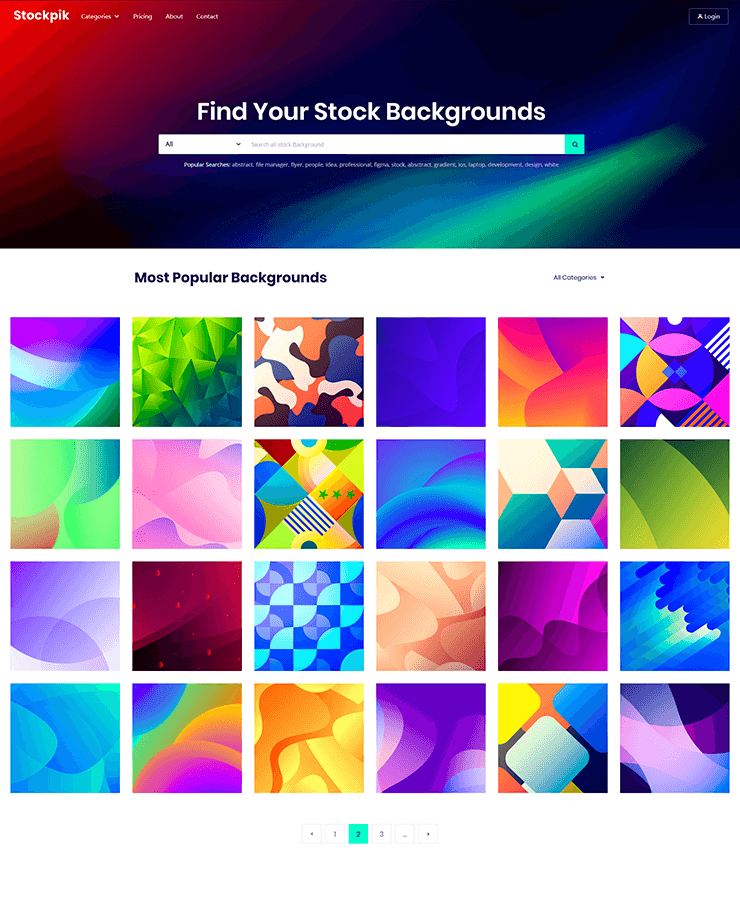 Stockpik Categories Pricing About Contact Login
Find Your Stock Backgrounds
All Search all stock Background
Popular Searches: abstract, file manager, flyer, people, idea, professional, figma, stock, absctract, gradient, ios, laptop, development, design, white
Most Popular Backgrounds All Categories
1 2 3 ...